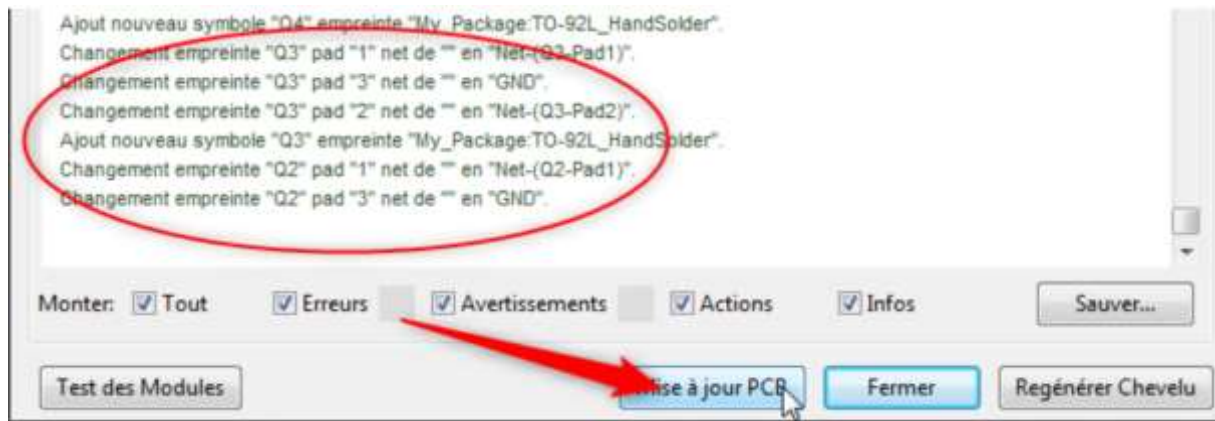 Ajout nouveau symbole "Q4" empreinte "My_Package:TO-92L_HandSolder".
Changement empreinte "Q3" pad "1" net de "" en "Net-(Q3-Pad1)".
Changement empreinte "Q3" pad "3" net de "" en "GND".
Changement empreinte "Q3" pad "2" net de "" en "Net-(Q3-Pad2)".
Ajout nouveau symbole "Q3" empreinte "My_Package:TO-92L_HandSolder".
Changement empreinte "Q2" pad "1" net de "" en "Net-(Q2-Pad1)".
Changement empreinte "Q2" pad "3" net de "" en "GND".
Monter: Tout Erreurs Avertissements Actions Infos Sauver...
Test des Modules Mise à jour PCB Fermer Regénérer Chevelu